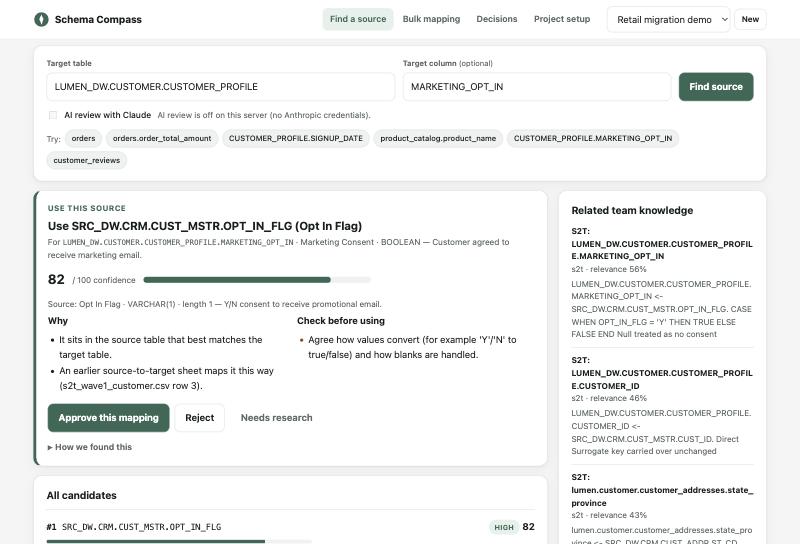 Schema Compass
Find a source
Bulk mapping
Decisions
Project setup
Retail migration demo
New
Target table
Target column (optional)
LUMEN_DW.CUSTOMER.CUSTOMER_PROFILE
MARKETING_OPT_IN
Find source
AI review with Claude AI review is off on this server (no Anthropic credentials).
Try: orders orders.order_total_amount CUSTOMER_PROFILE.SIGNUP_DATE product_catalog.product_name CUSTOMER_PROFILE.MARKETING_OPT_IN
customer_reviews
USE THIS SOURCE
Use SRC_DW.CRM.CUST_MSTR.OPT_IN_FLG (Opt In Flag)
For LUMEN_DW.CUSTOMER.CUSTOMER_PROFILE.MARKETING_OPT_IN · Marketing Consent · BOOLEAN — Customer agreed to
receive marketing email.
82 / 100 confidence
Source: Opt In Flag · VARCHAR(1) · length 1 — Y/N consent to receive promotional email.
Why
• It sits in the source table that best matches the
target table.
• An earlier source-to-target sheet maps it this way
(s2t_wave1_customer.csv row 3).
Check before using
• Agree how values convert (for example 'Y'/'N' to
true/false) and how blanks are handled.
Approve this mapping
Reject
Needs research
▸ How we found this
All candidates
#1 SRC_DW.CRM.CUST_MSTR.OPT_IN_FLG
HIGH 82
Related team knowledge
S2T:
LUMEN_DW.CUSTOMER.CUSTOMER_PROFIL
E.MARKETING_OPT_IN
s2t · relevance 56%
LUMEN_DW.CUSTOMER.CUSTOMER_PROFILE.
MARKETING_OPT_IN <-
SRC_DW.CRM.CUST_MSTR.OPT_IN_FLG. CASE
WHEN OPT_IN_FLG = 'Y' THEN TRUE ELSE
FALSE END Null treated as no consent
S2T:
LUMEN_DW.CUSTOMER.CUSTOMER_PROFIL
E.CUSTOMER_ID
s2t · relevance 46%
LUMEN_DW.CUSTOMER.CUSTOMER_PROFILE.
CUSTOMER_ID <-
SRC_DW.CRM.CUST_MSTR.CUST_ID. Direct
Surrogate key carried over unchanged
S2T:
lumen.customer.customer_addresses.state_
province
s2t · relevance 43%
lumen.customer.customer_addresses.state_pro
vince <- SRC_DW.CRM.CUST_ADDR.ST_CD.